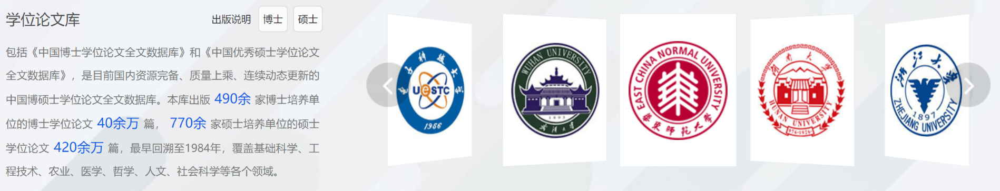 学位论文库
出版说明 博士 硕士
包括《中国博士学位论文全文数据库》和《中国优秀硕士学位论文
全文数据库》，是目前国内资源完备、质量上乘、连续动态更新的
中国博硕士学位论文全文数据库。本库出版 490余 家博士培养单
位的博士学位论文 40余万 篇， 770余 家硕士培养单位的硕士
学位论文 420余万 篇，最早回溯至1984年，覆盖基础科学、工
程技术、农业、医学、哲学、人文、社会科学等各个领域。
UeSTC
1956
WUHAN UNIVERSITY
1893
武汉大学
EAST CHINA NORMAL UNIVERSITY
华东师范大学
湖南大学
HUNAN UNIVERSITY
976-1926
浙江大学
1897
ZHEJIANG UNIVERSITY